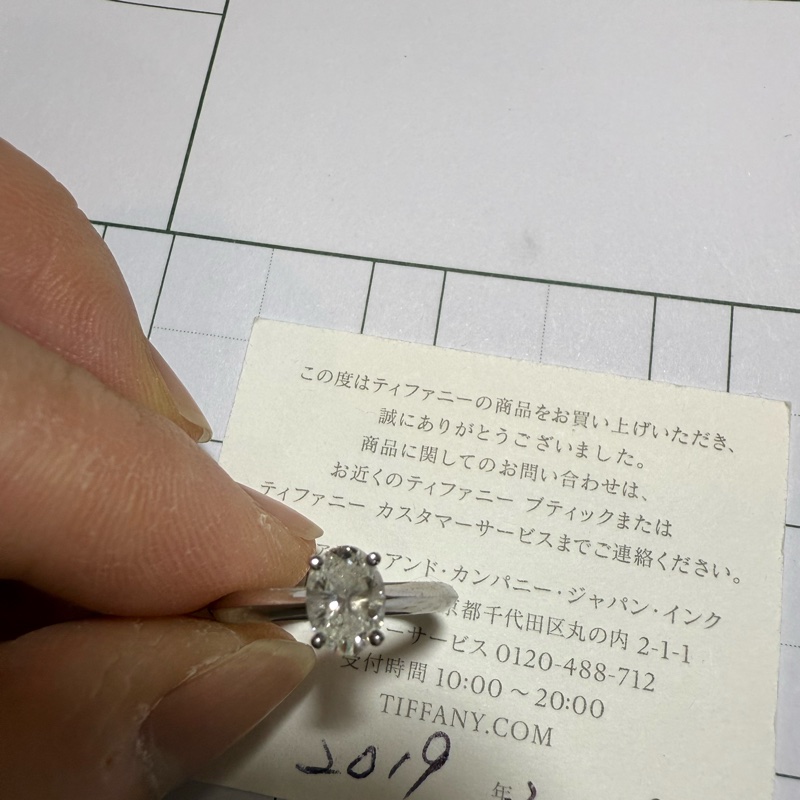 この度はティファニーの商品をお買い上げいただき、
誠にありがとうございました。
商品に関してのお問い合わせは、
お近くのティファニー ブティックまたは
ティファニー カスタマーサービスまでご連絡ください。
アンド・カンパニー・ジャパン・インク
京都千代田区丸の内 2-1-1
ーサービス 0120-488-712
受付時間 10:00 ~ 20:00
TIFFANY.COM
2019 年